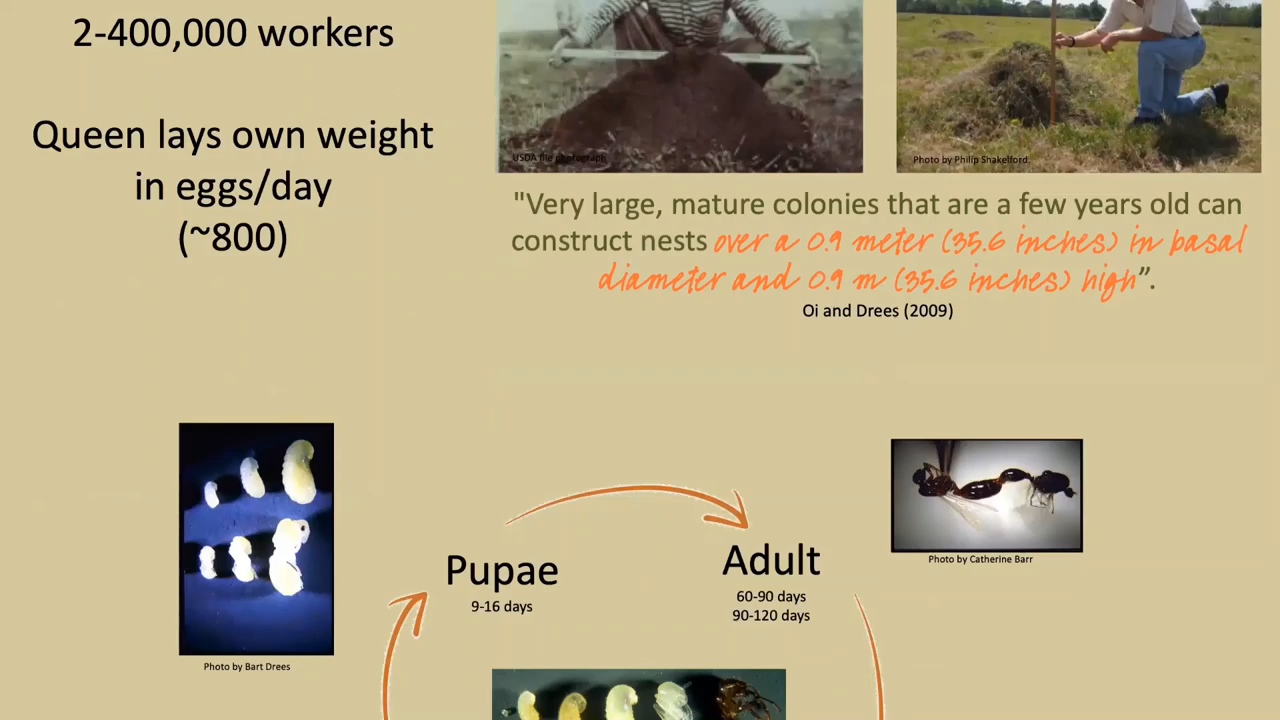 2-400,000 workers
Queen lays own weight
in eggs/day
(~800)
USDA file photograph
Photo by Philip Shakelford.
"Very large, mature colonies that are a few years old can
construct nests over a 0.9 meter (35.6 inches) in basal
diameter and 0.9 m (35.6 inches) high”.
Oi and Drees (2009)
Photo by Catherine Barr
Pupae
9-16 days
Adult
60-90 days
90-120 days
Photo by Bart Drees